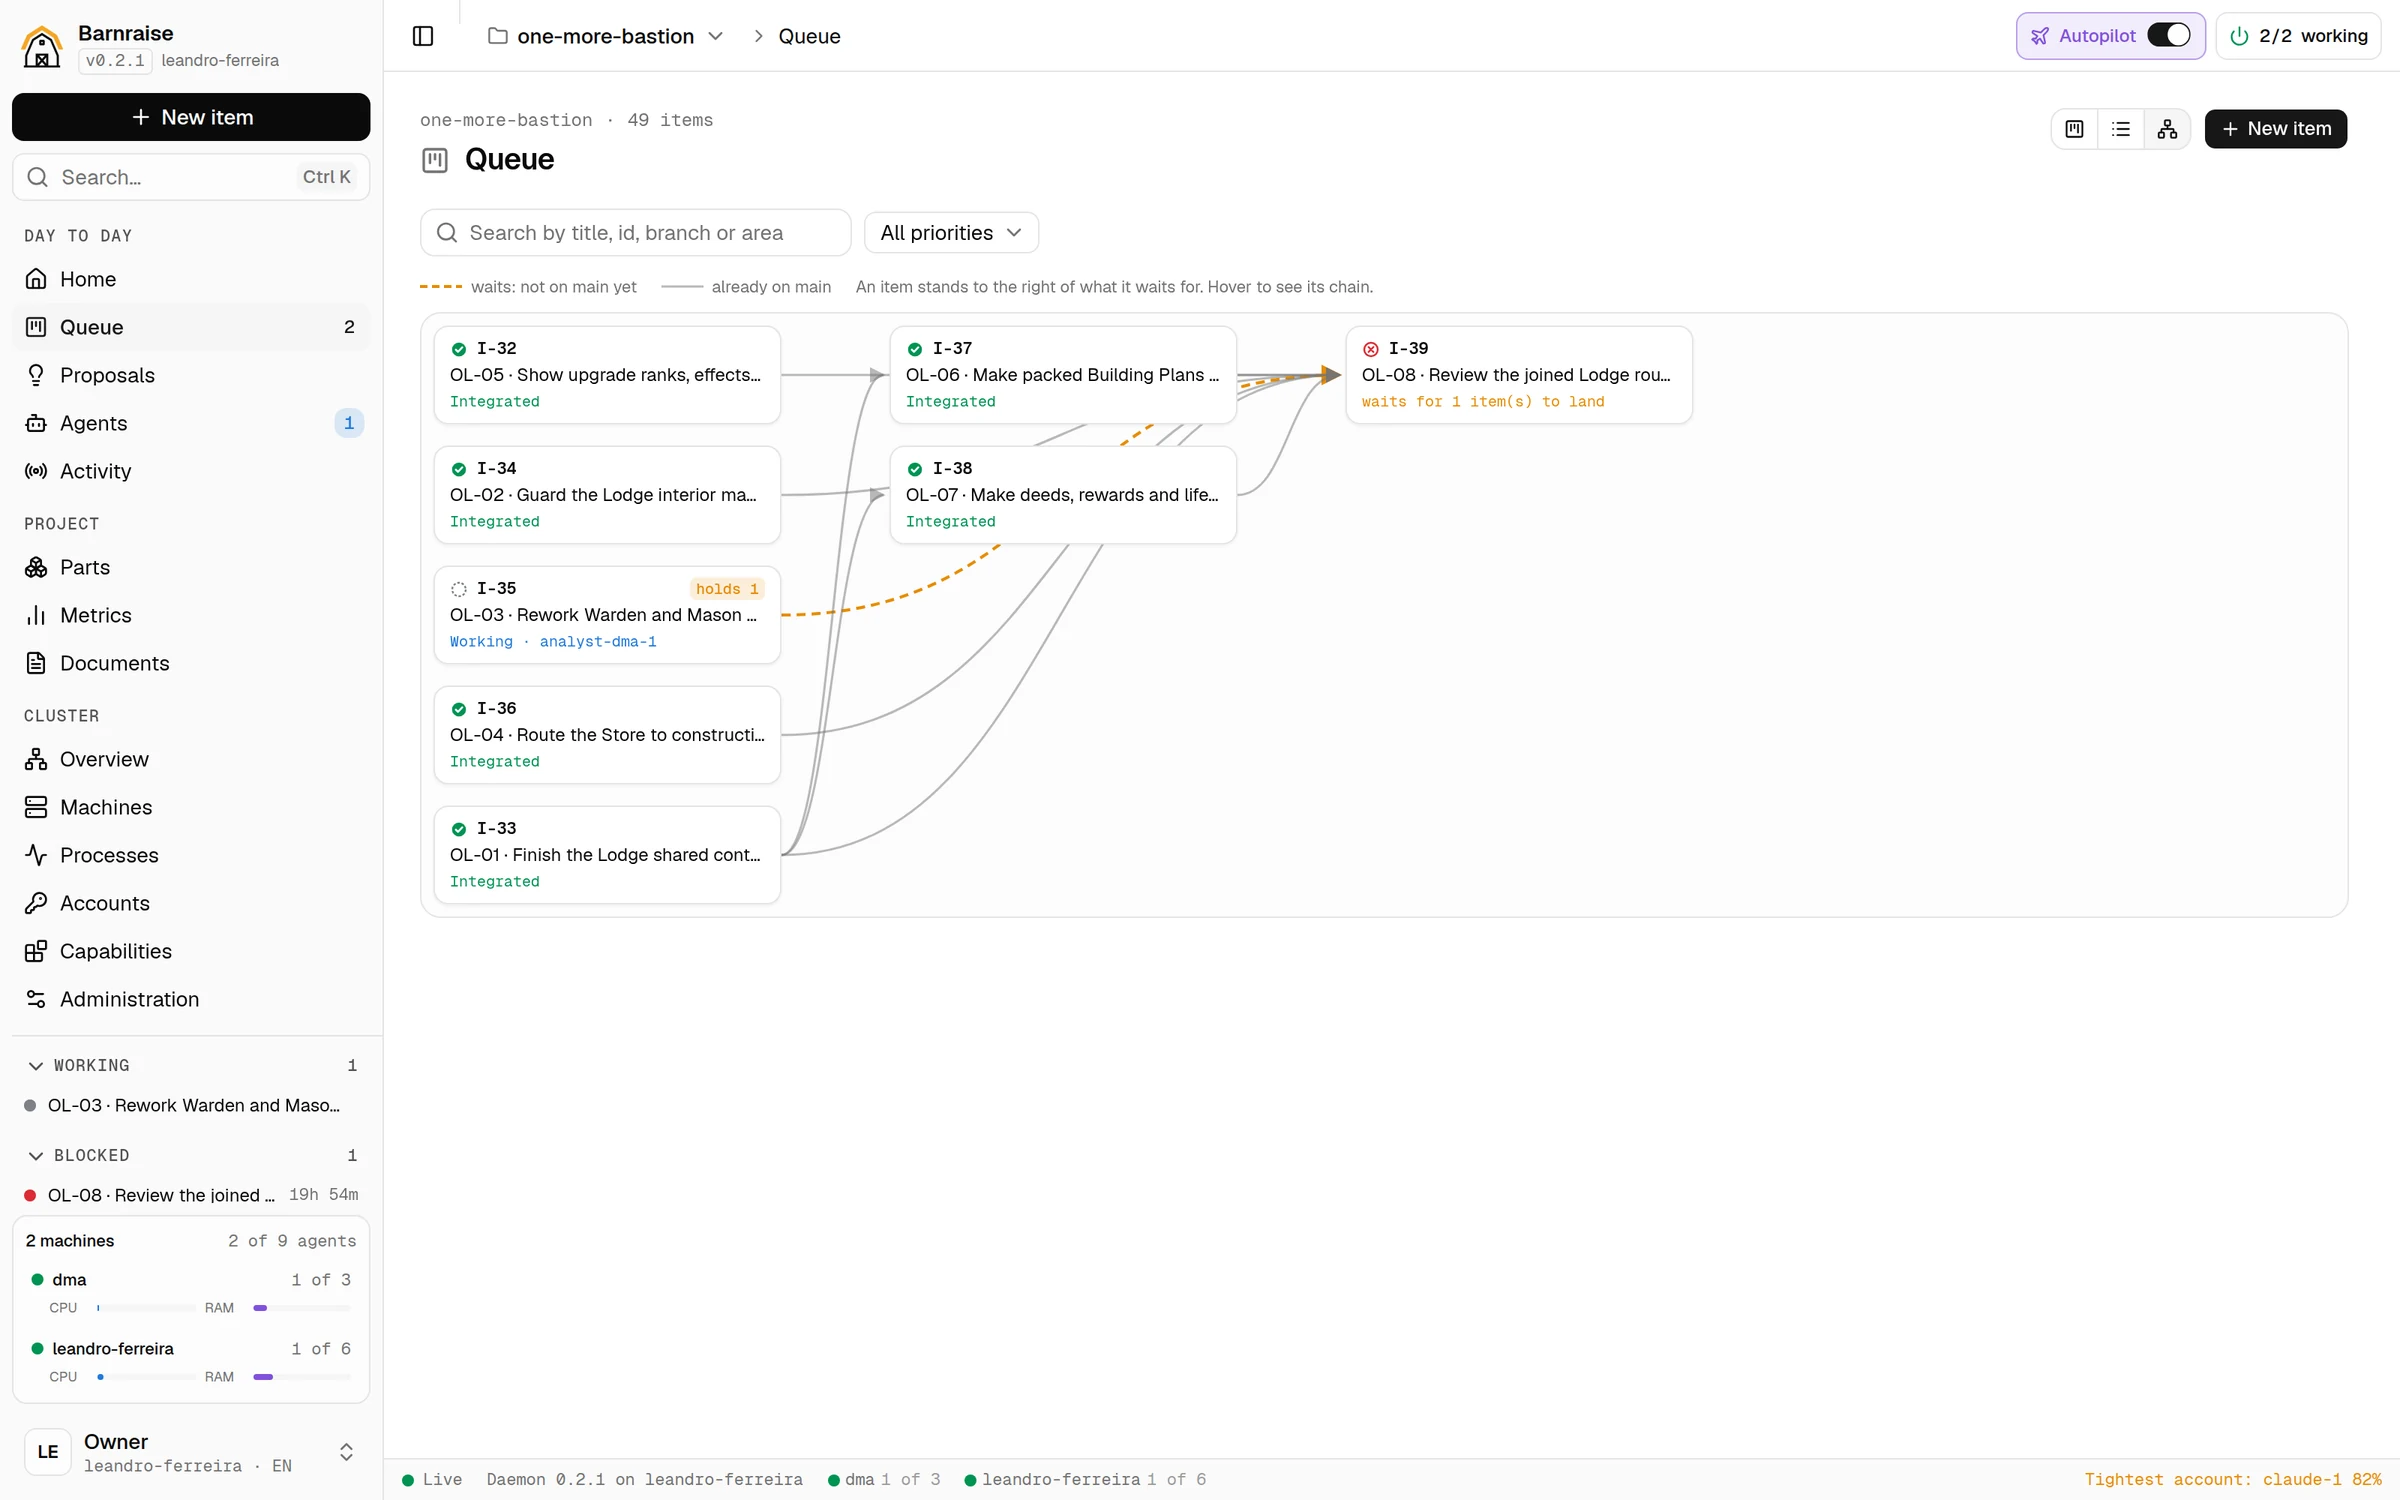 Barnraise
v0.2.1 leandro-ferreira
New item
Search... Ctrl K
DAY TO DAY
Home
Queue 2
Proposals
Agents 1
Activity
PROJECT
Parts
Metrics
Documents
CLUSTER
Overview
Machines
Processes
Accounts
Capabilities
Administration
WORKING 1
OL-03 · Rework Warden and Maso...
BLOCKED 1
OL-08 · Review the joined ... 19h 54m
2 machines 2 of 9 agents
dma 1 of 3
CPU RAM
leandro-ferreira 1 of 6
CPU RAM
LE Owner
leandro-ferreira · EN
one-more-bastion > Queue
Autopilot
2/2 working
one-more-bastion · 49 items
Queue
New item
Search by title, id, branch or area
All priorities
waits: not on main yet already on main An item stands to the right of what it waits for. Hover to see its chain.
I-32
OL-05 · Show upgrade ranks, effects...
Integrated
I-34
OL-02 · Guard the Lodge interior ma...
Integrated
I-35 holds 1
OL-03 · Rework Warden and Mason ...
Working · analyst-dma-1
I-36
OL-04 · Route the Store to constructi...
Integrated
I-33
OL-01 · Finish the Lodge shared cont...
Integrated
I-37
OL-06 · Make packed Building Plans ...
Integrated
I-38
OL-07 · Make deeds, rewards and life...
Integrated
I-39
OL-08 · Review the joined Lodge rou...
waits for 1 item(s) to land
Live Daemon 0.2.1 on leandro-ferreira dma 1 of 3 leandro-ferreira 1 of 6 Tightest account: claude-1 82%